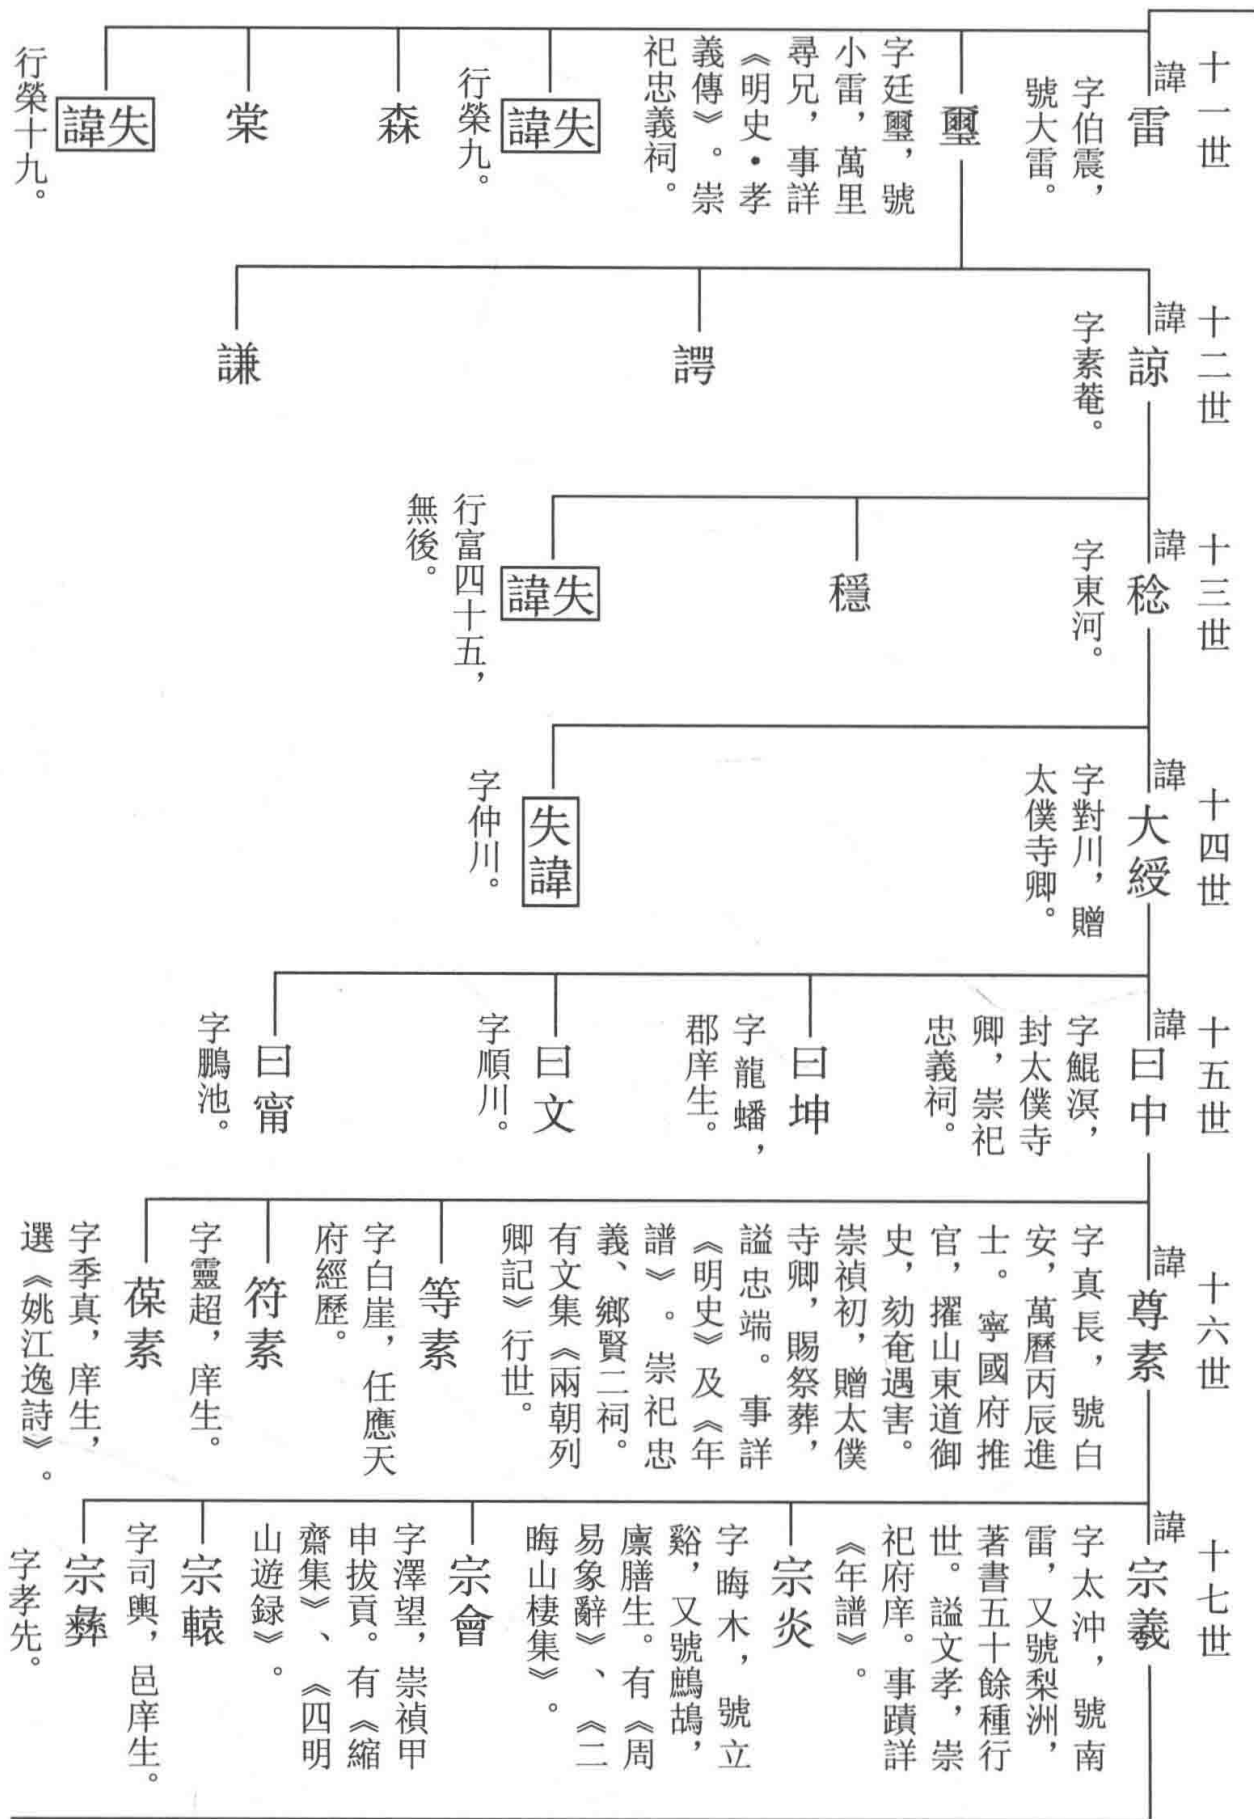 十一世
諱雷
字伯震，
號大雷。
璽
字廷璽，號
小雷，萬里
尋兄，事詳
《明史·孝
義傳》。崇
祀忠義祠。
失諱
行榮九。
森
棠
失諱
行榮十九。
十二世
諱諒
字素菴。
諤
謙
十三世
諱稔
字東河。
穩
失諱
行富四十五，
無後。
十四世
諱大綬
字對川，贈
太僕寺卿。
失諱
字仲川。
十五世
諱曰中
字鯤溟，
封太僕寺
卿，崇祀
忠義祠。
曰坤
字龍蟠，
郡庠生。
曰文
字順川。
曰甯
字鵬池。
十六世
諱尊素
字真長，號白
安，萬曆丙辰進
士。寧國府推
官，擢山東道御
史，劾奄遇害。
崇禎初，贈太僕
寺卿，賜祭葬，
謚忠端。事詳
《明史》及《年
譜》。崇祀忠
義、鄉賢二祠。
有文集《兩朝列
卿記》行世。
等素
字白崖，任應天
府經歷。
符素
字靈超，庠生。
葆素
字季真，庠生，
選《姚江逸詩》。
十七世
諱宗羲
字太沖，號南
雷，又號梨洲，
著書五十餘種行
世。謚文孝，崇
祀府庠。事蹟詳
《年譜》。
宗炎
字晦木，號立
谿，又號鷓鴣，
廪膳生。有《周
易象辭》、《二
晦山棲集》。
宗會
字澤望，崇禎甲
申拔貢。有《縮
齋集》、《四明
山遊録》。
宗轅
字司輿，邑庠生。
宗彝
字孝先。